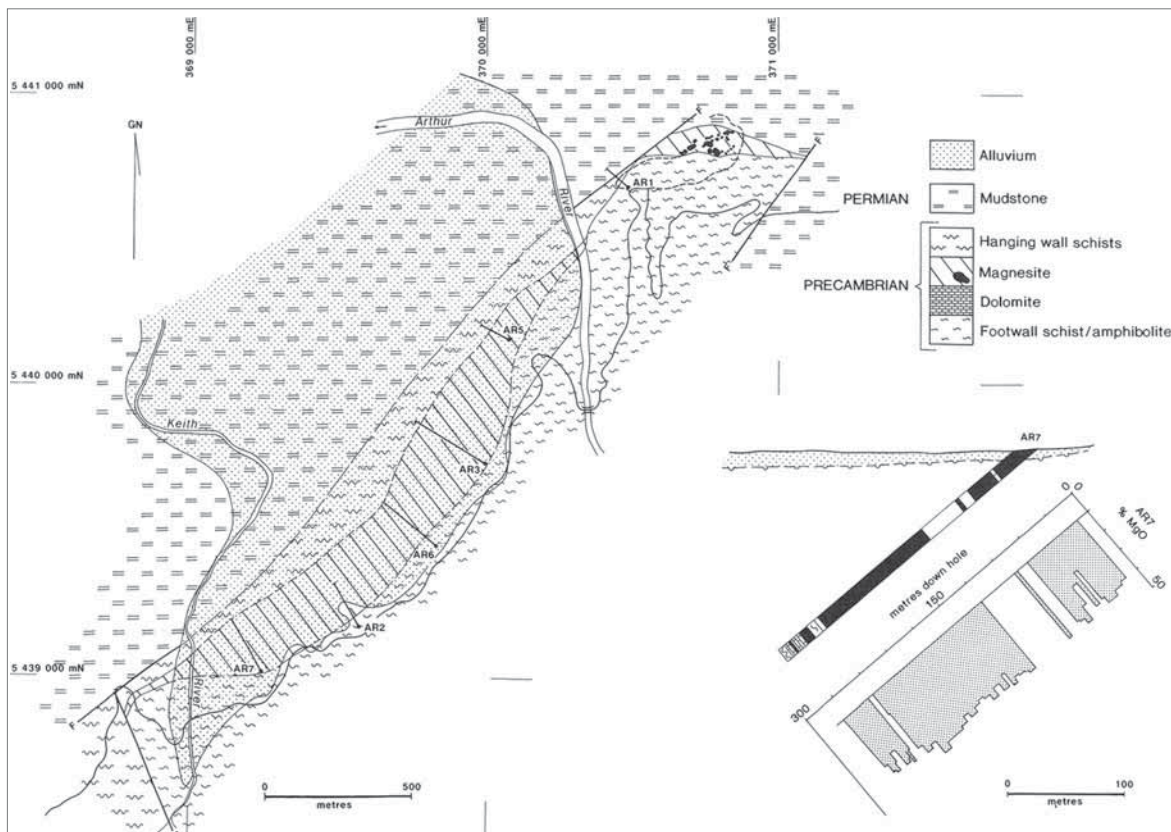 369 000 mE
370 000 mE
371 000 mE
5 441 000 mN
GN
Arthur
River
F
F
AR1
F
Alluvium
PERMIAN
Mudstone
Hanging wall schists
PRECAMBRIAN
Magnesite
Dolomite
Footwall schist/amphibolite
AR5
5 440 000 mN
Keith
AR3
AR6
AR2
AR7
5 439 000 mN
River
F
0 500
metres
AR7
0 0
AR7
% MgO
50
metres down hole
150
300
0 100
metres